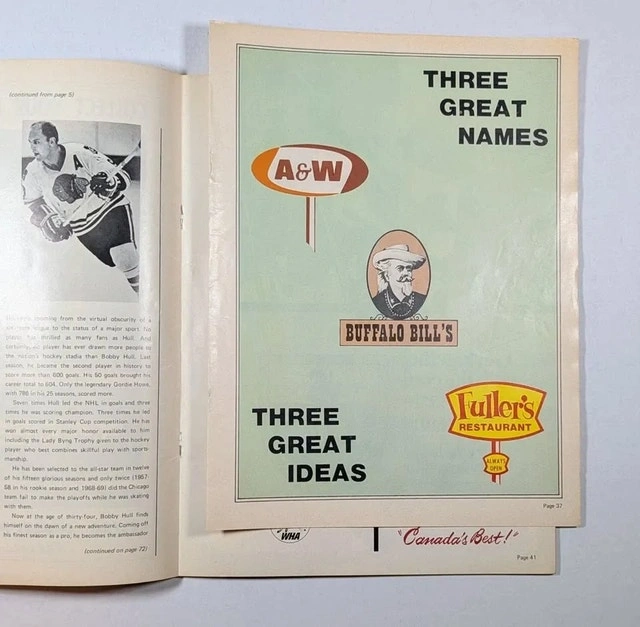 (continued from page 5)
from the virtual obscurity of a
to the status of a major sport. No
player has thrilled as many fans as Hull. And
no player has ever drawn more people to
the nation's hockey stadia than Bobby Hull. Last
season, he became the second player in history to
score more than 600 goals. His 50 goals brought his
career total to 604. Only the legendary Gordie Howe,
with 786 in his 25 seasons, scored more.
Seven times Hull led the NHL in goals and three
times he was scoring champion. Three times he led
in goals scored in Stanley Cup competition. He has
won almost every major honor available to him
including the Lady Byng Trophy given to the hockey
player who best combines skillful play with sports-
manship.
He has been selected to the all-star team in twelve
of his fifteen glorious seasons and only twice (1957-
58 in his rookie season and 1968-69) did the Chicago
team fail to make the playoffs while he was skating
with them.
Now at the age of thirty-four, Bobby Hull finds
himself on the dawn of a new adventure. Coming off
his finest season as a pro, he becomes the ambassador
(continued on page 72)
THREE
GREAT
NAMES
A&W
BUFFALO BILL'S
Fuller's
RESTAURANT
ALWAYS
OPEN
THREE
GREAT
IDEAS
Page 37
WHA
"Canada's Best!"
Page 41